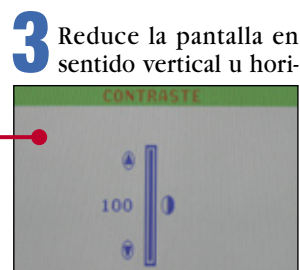 3 Reduce la pantalla en
sentido vertical u hori-
CONTRASTE
100